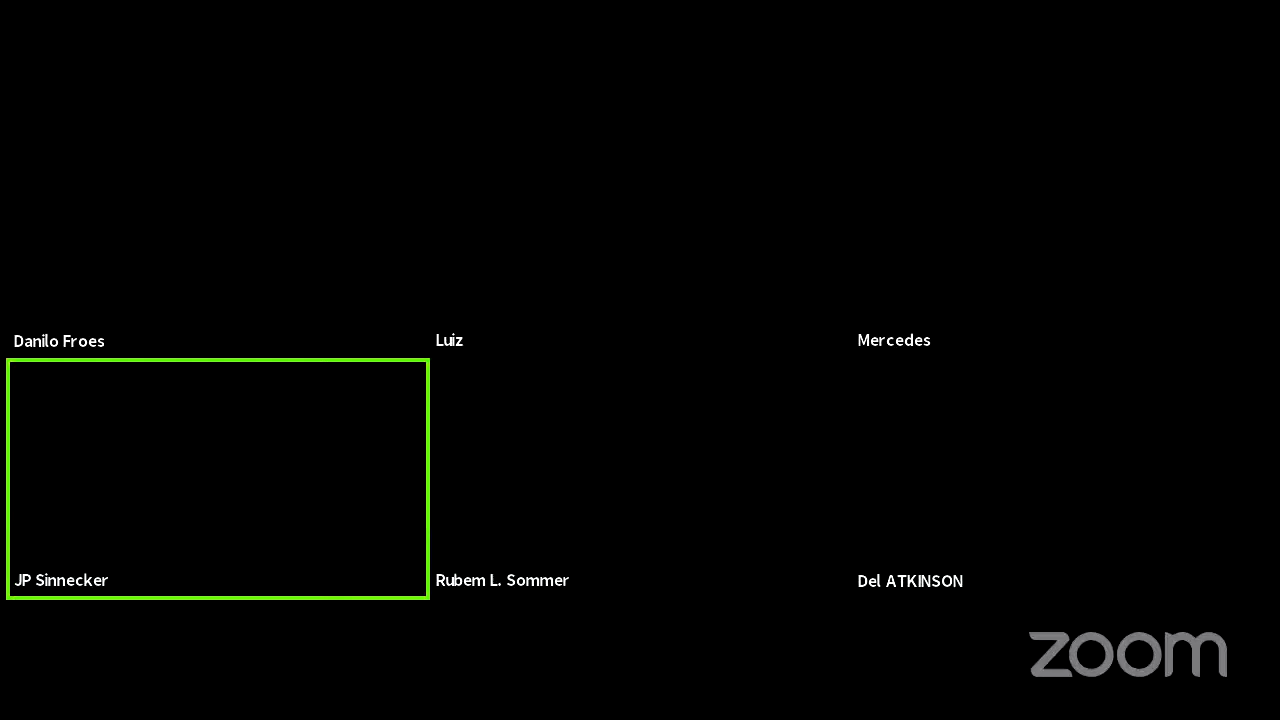 Danilo Froes
Luiz
Mercedes
JP Sinnecker
Rubem L. Sommer
Del ATKINSON
zoom